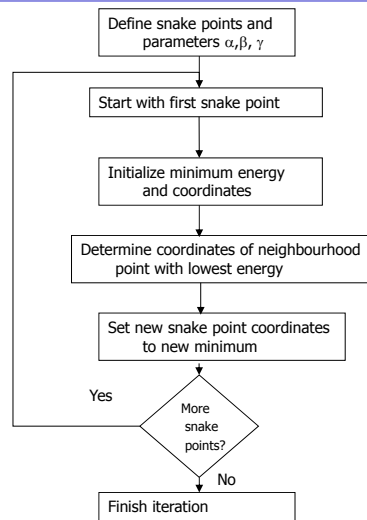 Define snake points and
parameters α,β, γ
Start with first snake point
Initialize minimum energy
and coordinates
Determine coordinates of neighbourhood
point with lowest energy
Set new snake point coordinates
to new minimum
Yes
More
snake
points?
No
Finish iteration